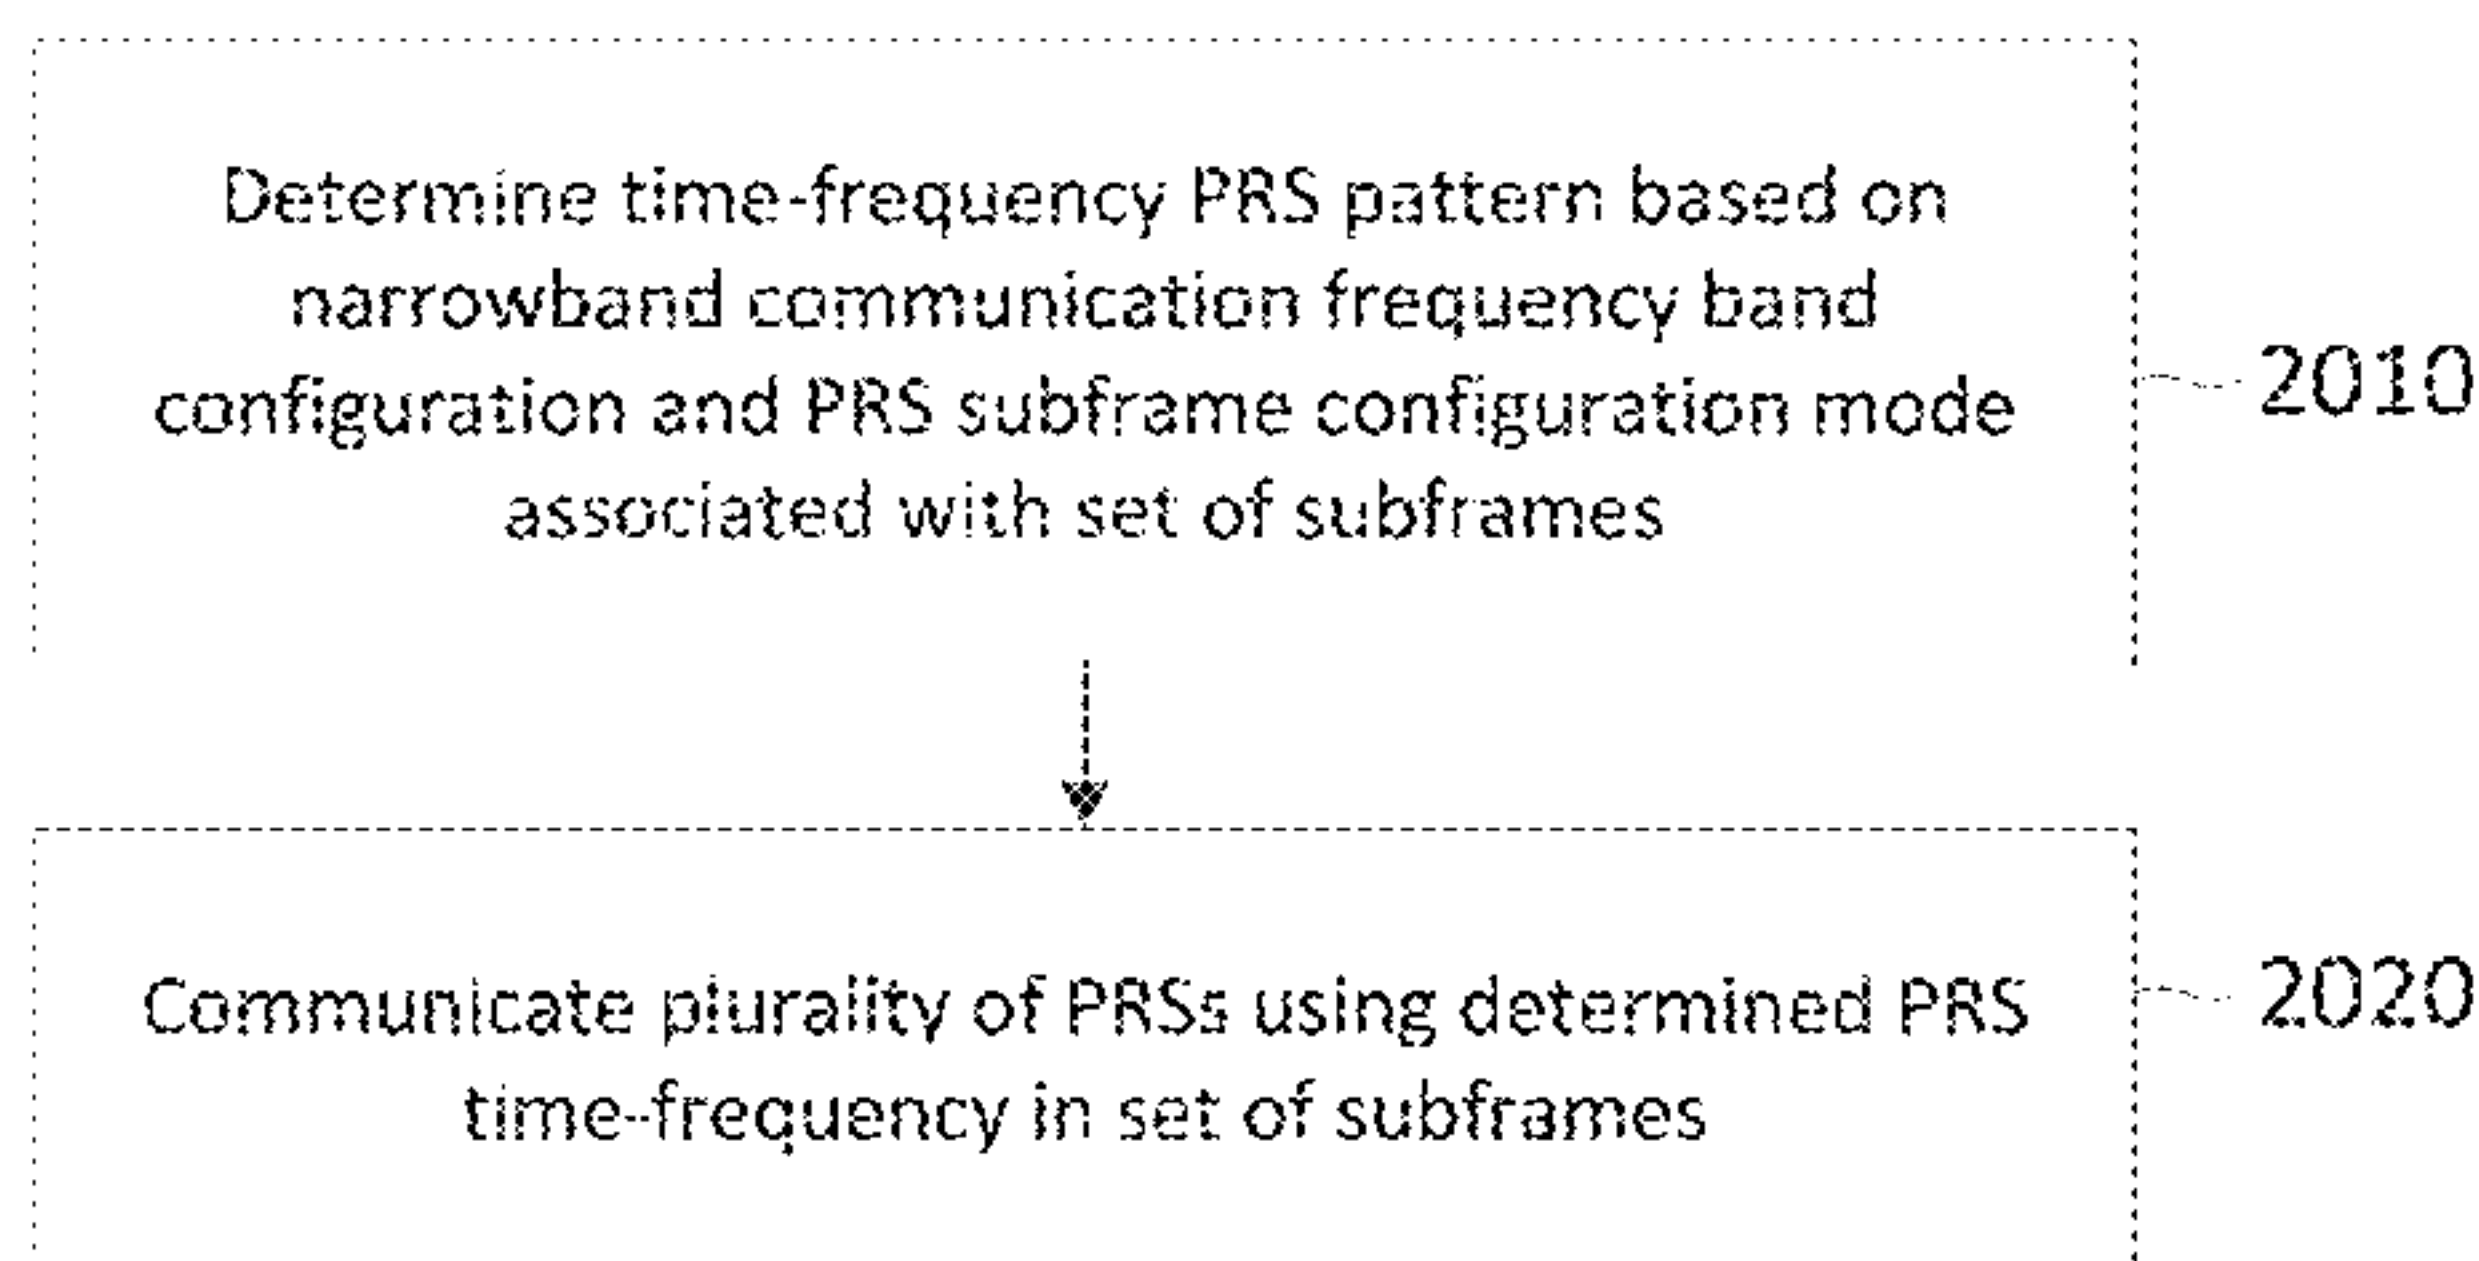 Determine time-frequency PRS pattern based on
narrowband communication frequency band
configuration and PRS subframe configuration mode
associated with set of subframes
2010
Communicate plurality of PRSs using determined PRS
time-frequency in set of subframes
2020